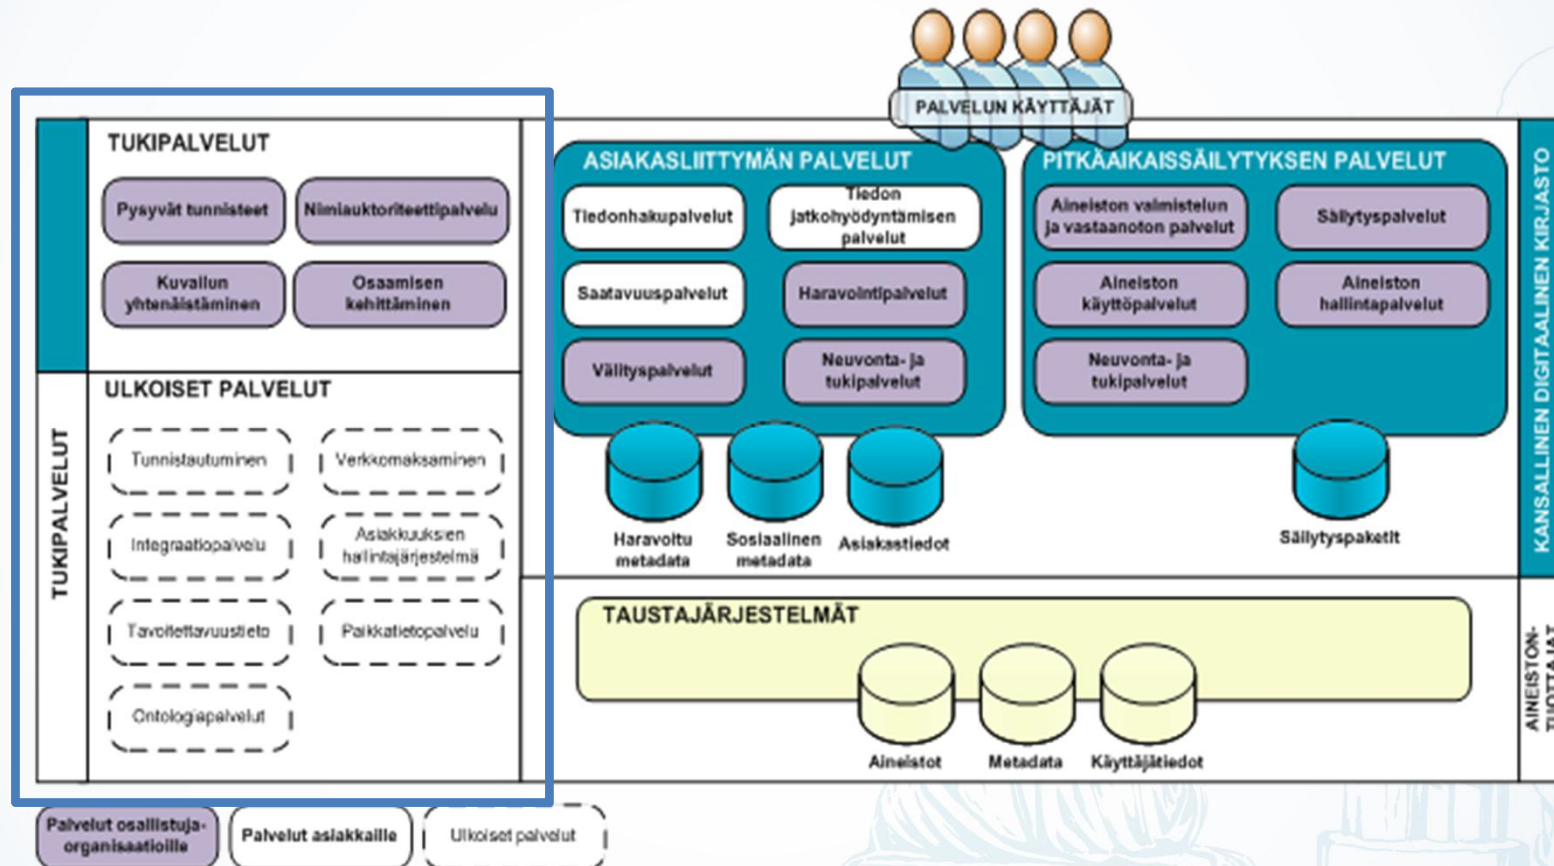 PALVELUN KÄYTTÄJÄT
TUKIPALVELUT
Pysyvät tunnisteet
Nimiauktoriteettipalvelu
Kuvailun
yhtenäistäminen
Osaamisen
kehittäminen
ULKOISET PALVELUT
Tunnistautuminen
Verkkomaksaminen
Integraatiopalvelu
Asiakkuuksien
hallintajärjestelmä
Tavoitettavuustieto
Paikkatietopalvelu
Ontologiapalvelut
TUKIPALVELUT
ASIAKASLIITTYMÄN PALVELUT
Tiedonhakupalvelut
Tiedon
jatkohyödyntämisen
palvelut
Saatavuuspalvelut
Haravointipalvelut
Välityspalvelut
Neuvonta- ja
tukipalvelut
Haravoitu
metadata
Sosiaalinen
metadata
Asiakastiedot
PITKÄAIKAISSÄILYTYKSEN PALVELUT
Aineiston valmistelun
ja vastaanoton palvelut
Säilytyspalvelut
Aineiston
käyttöpalvelut
Aineiston
hallintapalvelut
Neuvonta- ja
tukipalvelut
Säilytyspaketit
KANSALLINEN DIGITAALINEN KIRJASTO
TAUSTAJÄRJESTELMÄT
Aineistot
Metadata
Käyttäjätiedot
AINEISTON-
TUOTTAJAT
Palvelut osallistuja-
organisaatioille
Palvelut asiakkaille
Ulkoiset palvelut